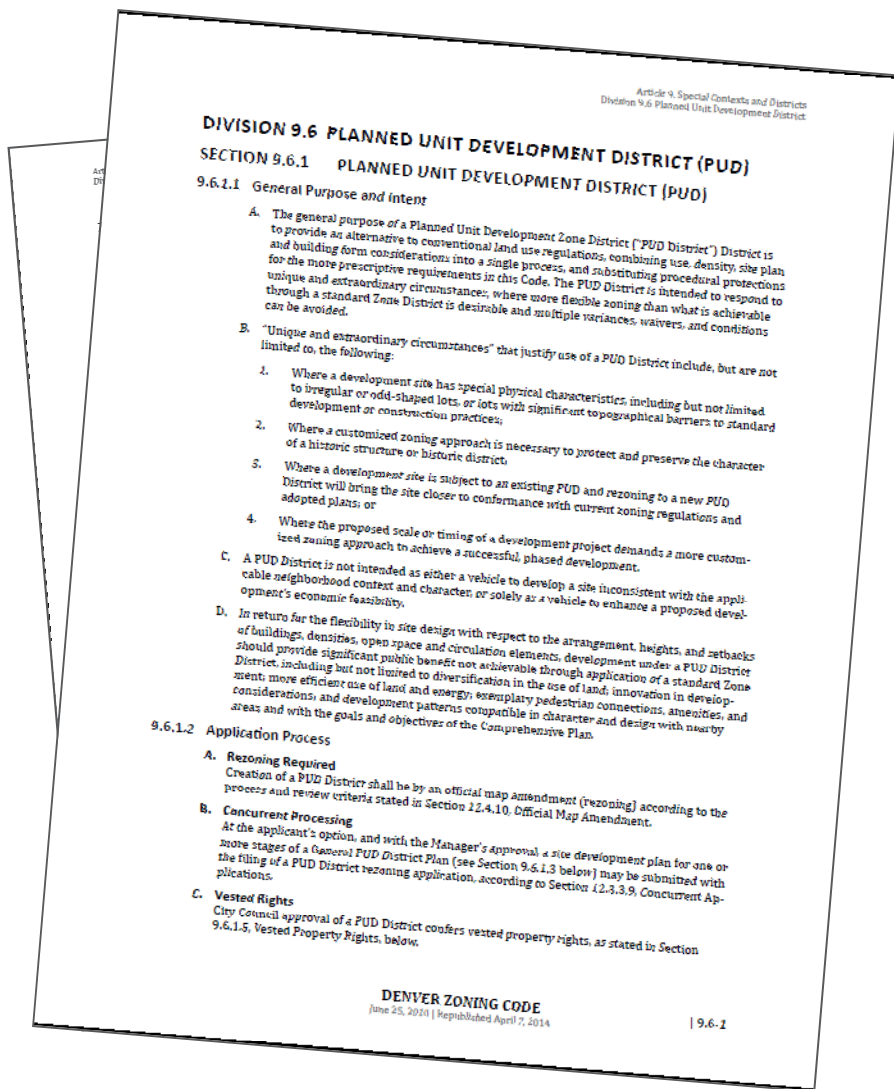 Art
Di
Article 9. Special Contexts and Districts
Division 9.6 Planned Unit Development District
DIVISION 9.6 PLANNED UNIT DEVELOPMENT DISTRICT (PUD)
SECTION 9.6.1 PLANNED UNIT DEVELOPMENT DISTRICT (PUD)
9.6.1.1 General Purpose and Intent
A. The general purpose of a Planned Unit Development Zone District ("PUD District") District is
to provide an alternative to conventional land use regulations, combining use, density, site plan
and building form considerations into a single process, and substituting procedural protections
for the more prescriptive requirements in this Code. The PUD District is intended to respond to
unique and extraordinary circumstances, where more flexible zoning than what is achievable
through a standard Zone District is desirable and multiple variances, waivers, and conditions
can be avoided.
B. "Unique and extraordinary circumstances" that justify use of a PUD District include, but are not
limited to, the following:
1. Where a development site has special physical characteristics, including but not limited
to irregular or odd-shaped lots, or lots with significant topographical barriers to standard
development or construction practices;
2. Where a customized zoning approach is necessary to protect and preserve the character
of a historic structure or historic district;
3. Where a development site is subject to an existing PUD and rezoning to a new PUD
District will bring the site closer to conformance with current zoning regulations and
adopted plans; or
4. Where the proposed scale or timing of a development project demands a more custom-
ized zoning approach to achieve a successful, phased development.
C. A PUD District is not intended as either a vehicle to develop a site inconsistent with the appli-
cable neighborhood context and character, or solely as a vehicle to enhance a proposed devel-
opment's economic feasibility.
D. In return for the flexibility in site design with respect to the arrangement, heights, and setbacks
of buildings, densities, open space and circulation elements, development under a PUD District
should provide significant public benefit not achievable through application of a standard Zone
District, including but not limited to diversification in the use of land; innovation in develop-
ment; more efficient use of land and energy; exemplary pedestrian connections, amenities, and
considerations; and development patterns compatible in character and design with nearby
areas and with the goals and objectives of the Comprehensive Plan.
9.6.1.2 Application Process
A. Rezoning Required
Creation of a PUD District shall be by an official map amendment (rezoning) according to the
process and review criteria stated in Section 12.4.10, Official Map Amendment.
B. Concurrent Processing
At the applicant's option, and with the Manager's approval, a site development plan for one or
more stages of a General PUD District Plan (see Section 9.6.1.3 below) may be submitted with
the filing of a PUD District rezoning application, according to Section 12.3.3.9, Concurrent Ap-
plications.
C. Vested Rights
City Council approval of a PUD District confers vested property rights, as stated in Section
9.6.1.5, Vested Property Rights, below.
DENVER ZONING CODE
June 25, 2010 | Republished April 7, 2014
| 9.6-1